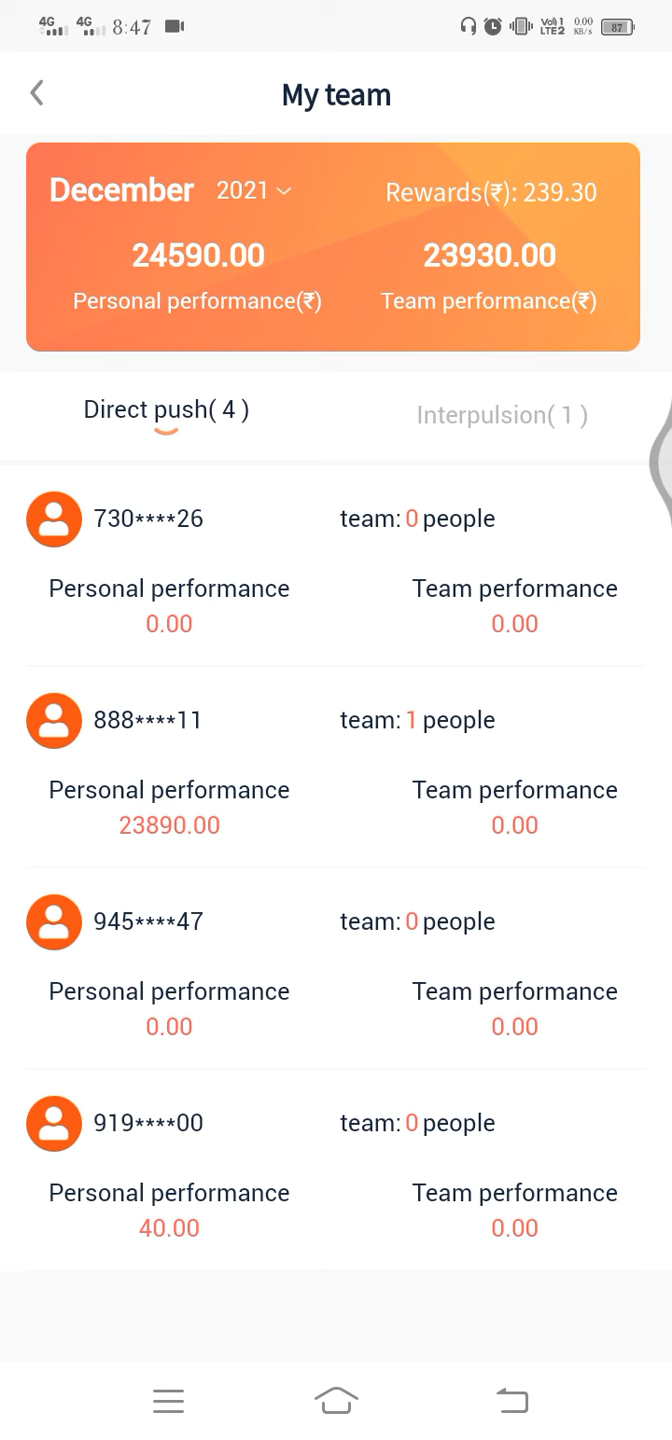 4G 4G 8:47 Vo) 1 LTE2 0.00 KB/s 87
My team
December 2021 Rewards(₹): 239.30
24590.00 23930.00
Personal performance(₹) Team performance(₹)
Direct push( 4 ) Interpulsion( 1 )
730****26 team: 0 people
Personal performance Team performance
0.00 0.00
888****11 team: 1 people
Personal performance Team performance
23890.00 0.00
945****47 team: 0 people
Personal performance Team performance
0.00 0.00
919****00 team: 0 people
Personal performance Team performance
40.00 0.00